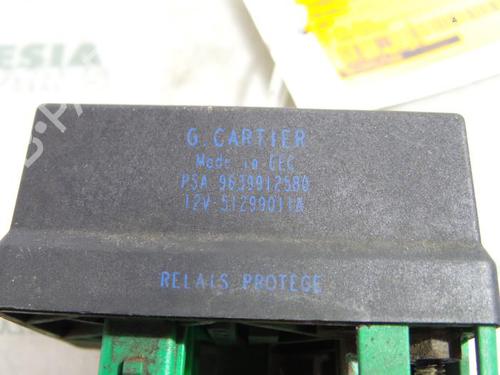 G.CARTIER
Made in EEC
PSA 9639912580
12V-51299011A
RELAIS PROTEGE